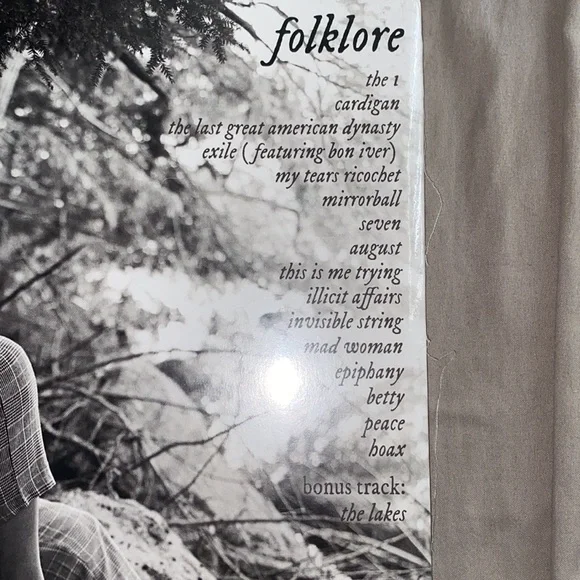 folklore
the 1
cardigan
the last great american dynasty
exile ( featuring bon iver)
my tears ricochet
mirrorball
seven
august
this is me trying
illicit affairs
invisible string
mad woman
epiphany
betty
peace
hoax
bonus track:
the lakes